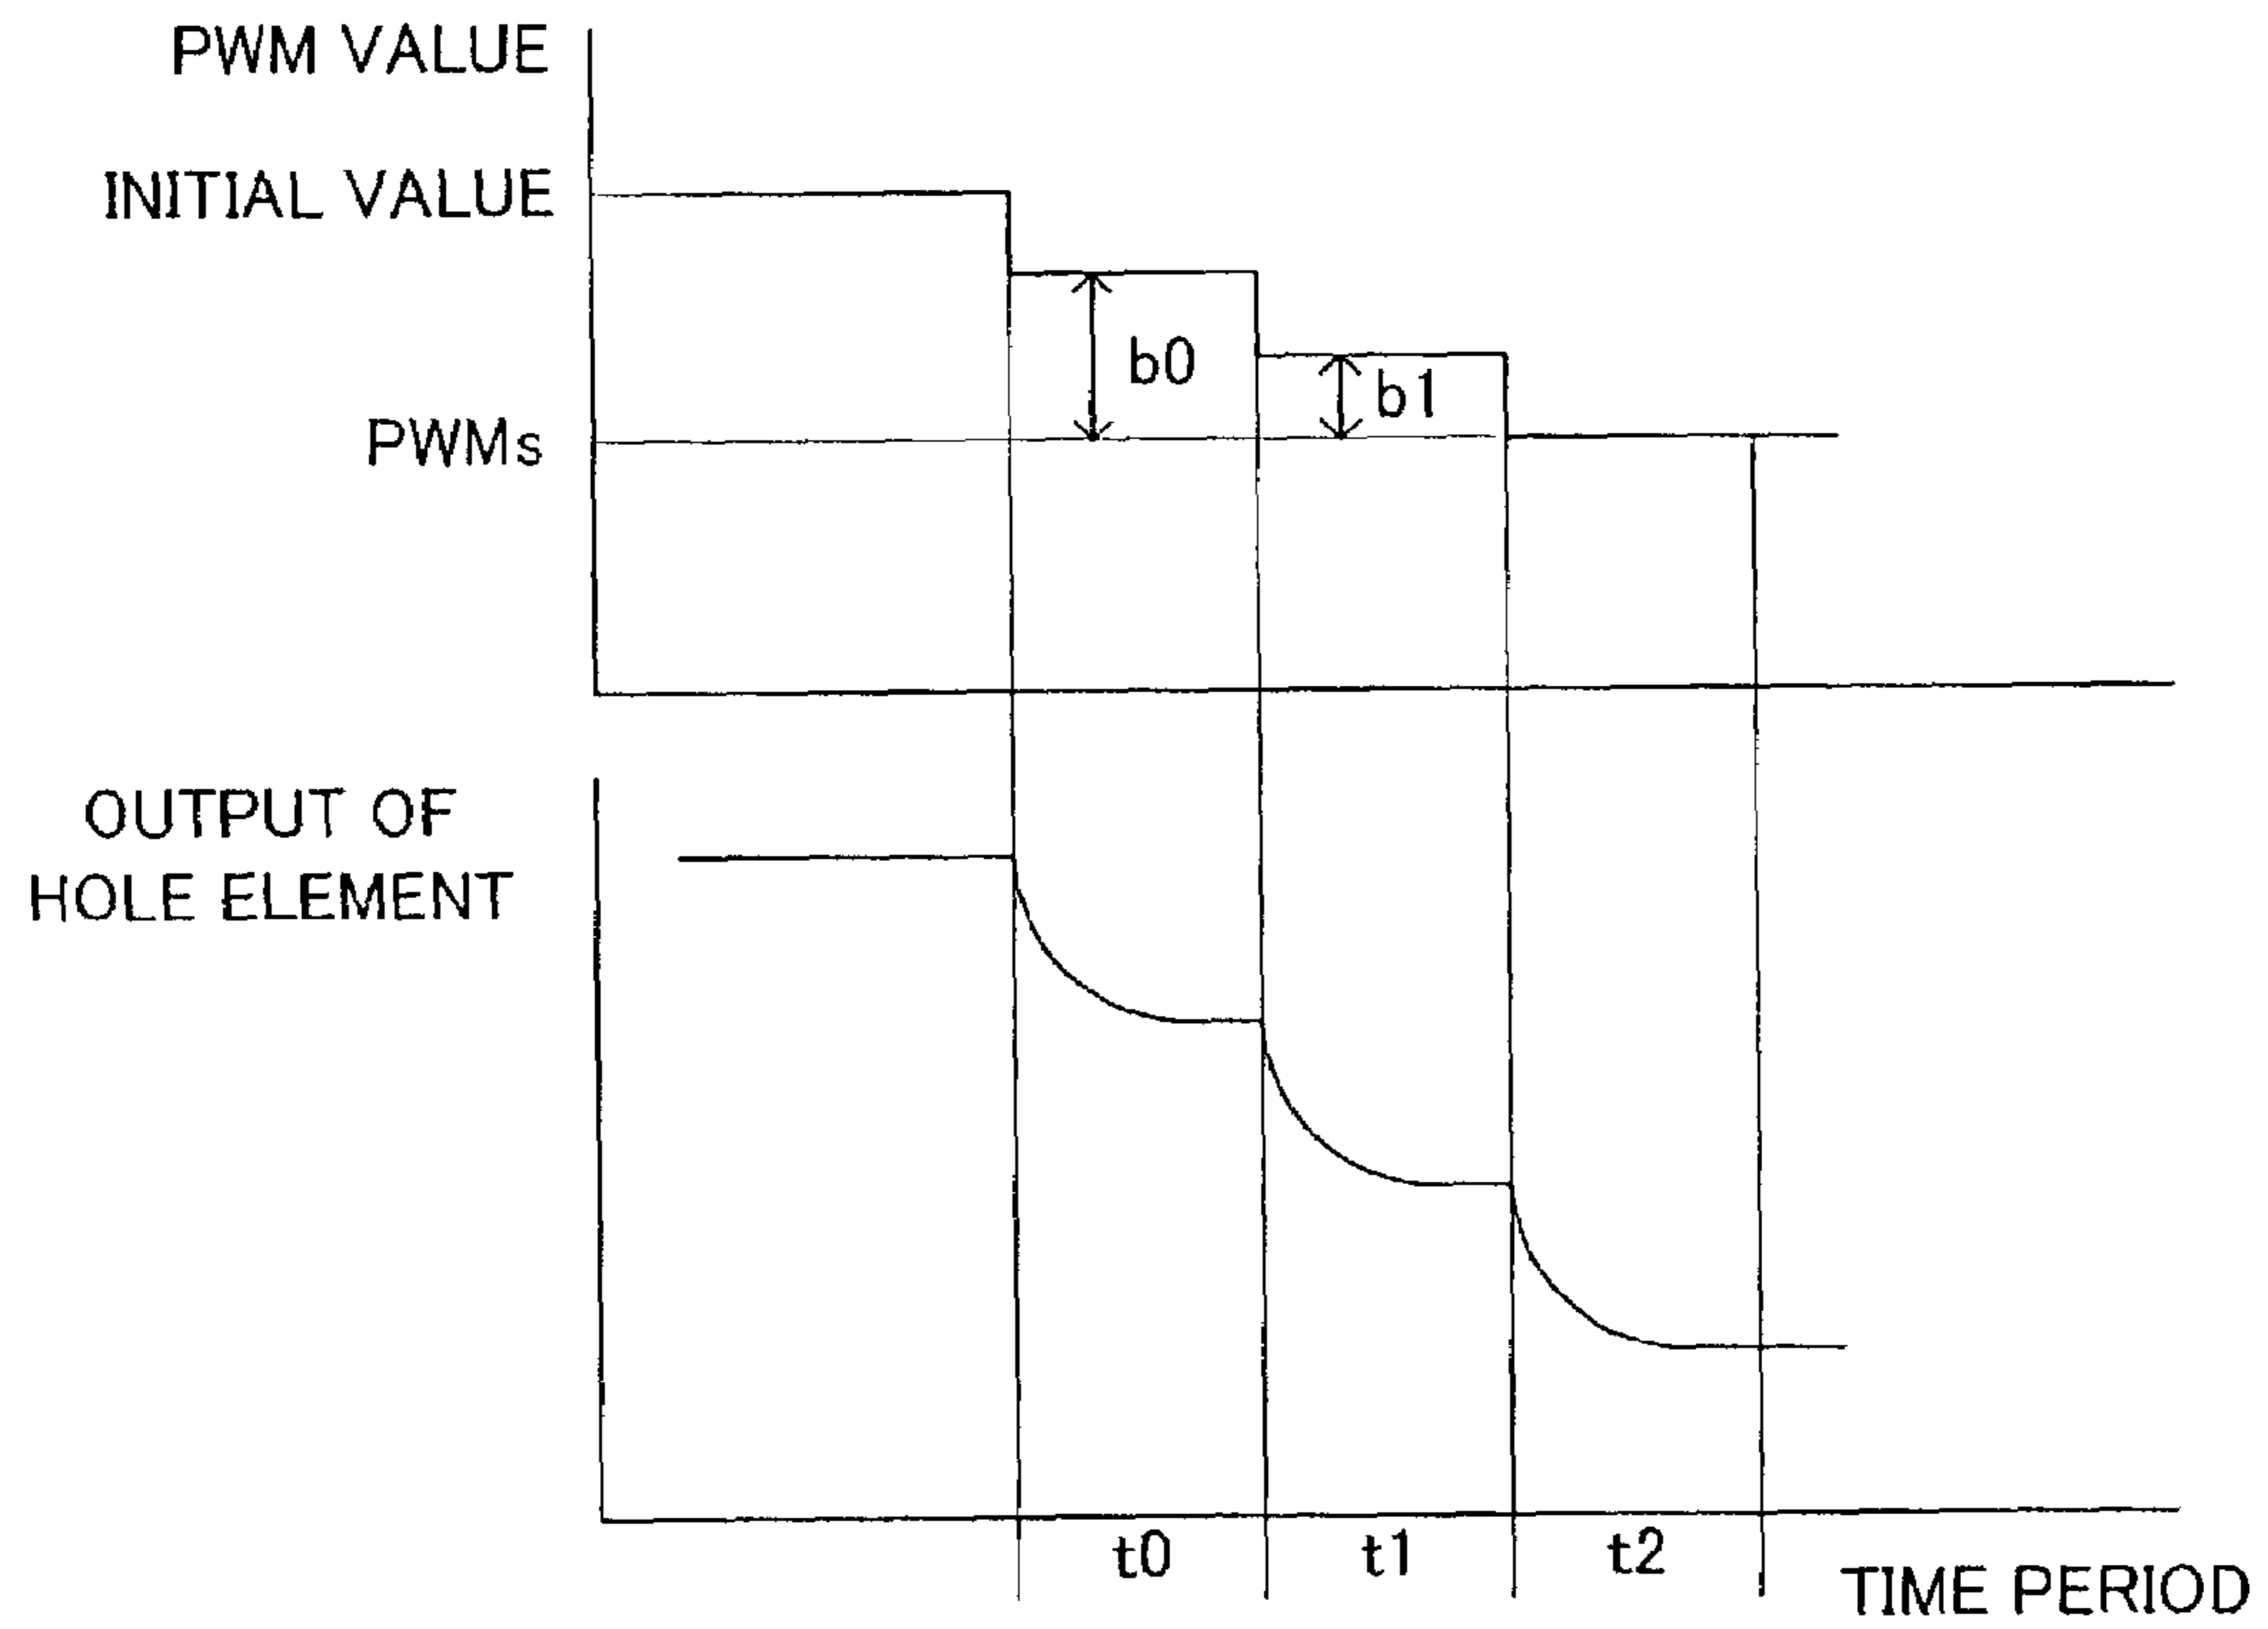 PWM VALUE
INITIAL VALUE
b0
b1
PWMs
OUTPUT OF
HOLE ELEMENT
t0
t1
t2
TIME PERIOD